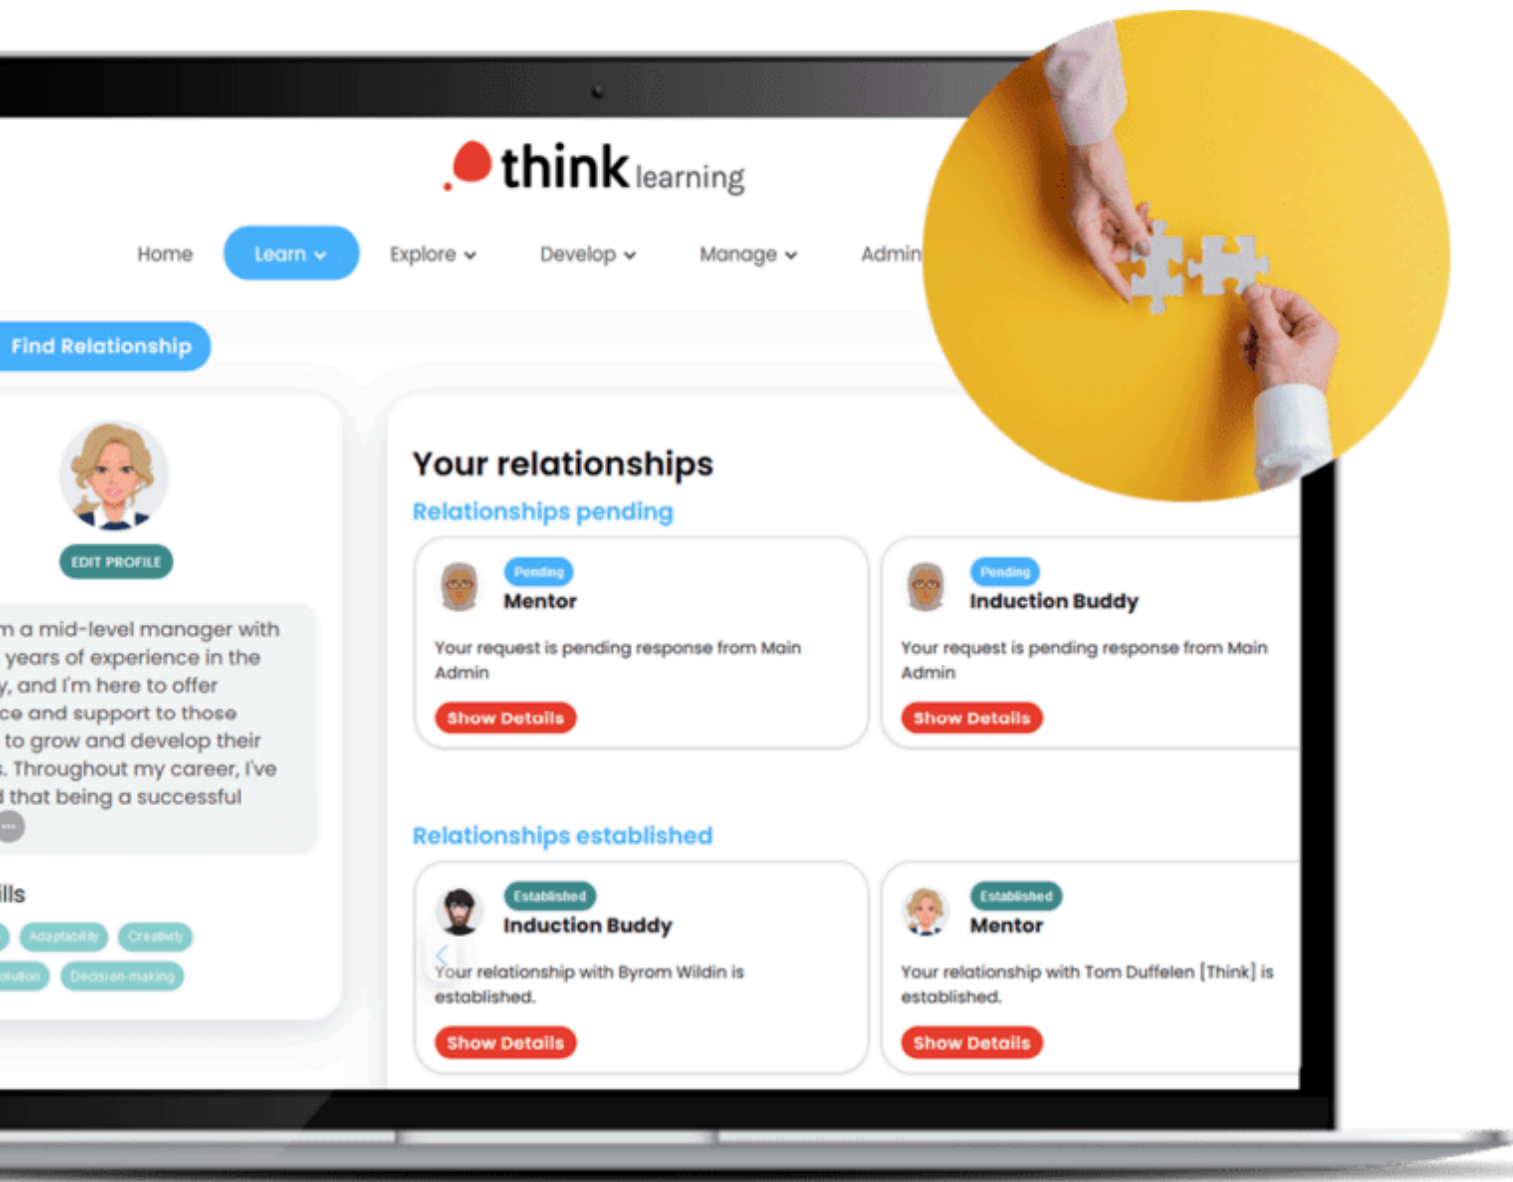 think learning
Home Learn Explore Develop Manage Admin
Find Relationship
EDIT PROFILE
m a mid-level manager with
years of experience in the
y, and I'm here to offer
ce and support to those
to grow and develop their
s. Throughout my career, I've
d that being a successful
...
ills
Adaptability Creativity
olution Decision-making
Your relationships
Relationships pending
Pending
Mentor
Your request is pending response from Main
Admin
Show Details
Pending
Induction Buddy
Your request is pending response from Main
Admin
Show Details
Relationships established
Established
Induction Buddy
Your relationship with Byrom Wildin is
established.
Show Details
Established
Mentor
Your relationship with Tom Duffelen [Think] is
established.
Show Details